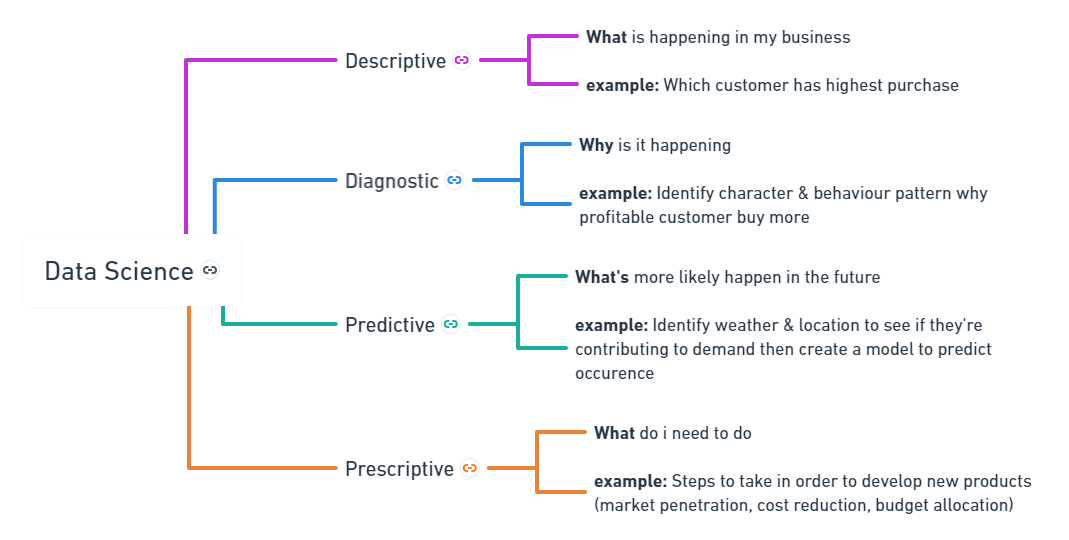 Data Science
Descriptive
What is happening in my business
example: Which customer has highest purchase
Diagnostic
Why is it happening
example: Identify character & behaviour pattern why
profitable customer buy more
Predictive
What's more likely happen in the future
example: Identify weather & location to see if they're
contributing to demand then create a model to predict
occurence
Prescriptive
What do i need to do
example: Steps to take in order to develop new products
(market penetration, cost reduction, budget allocation)